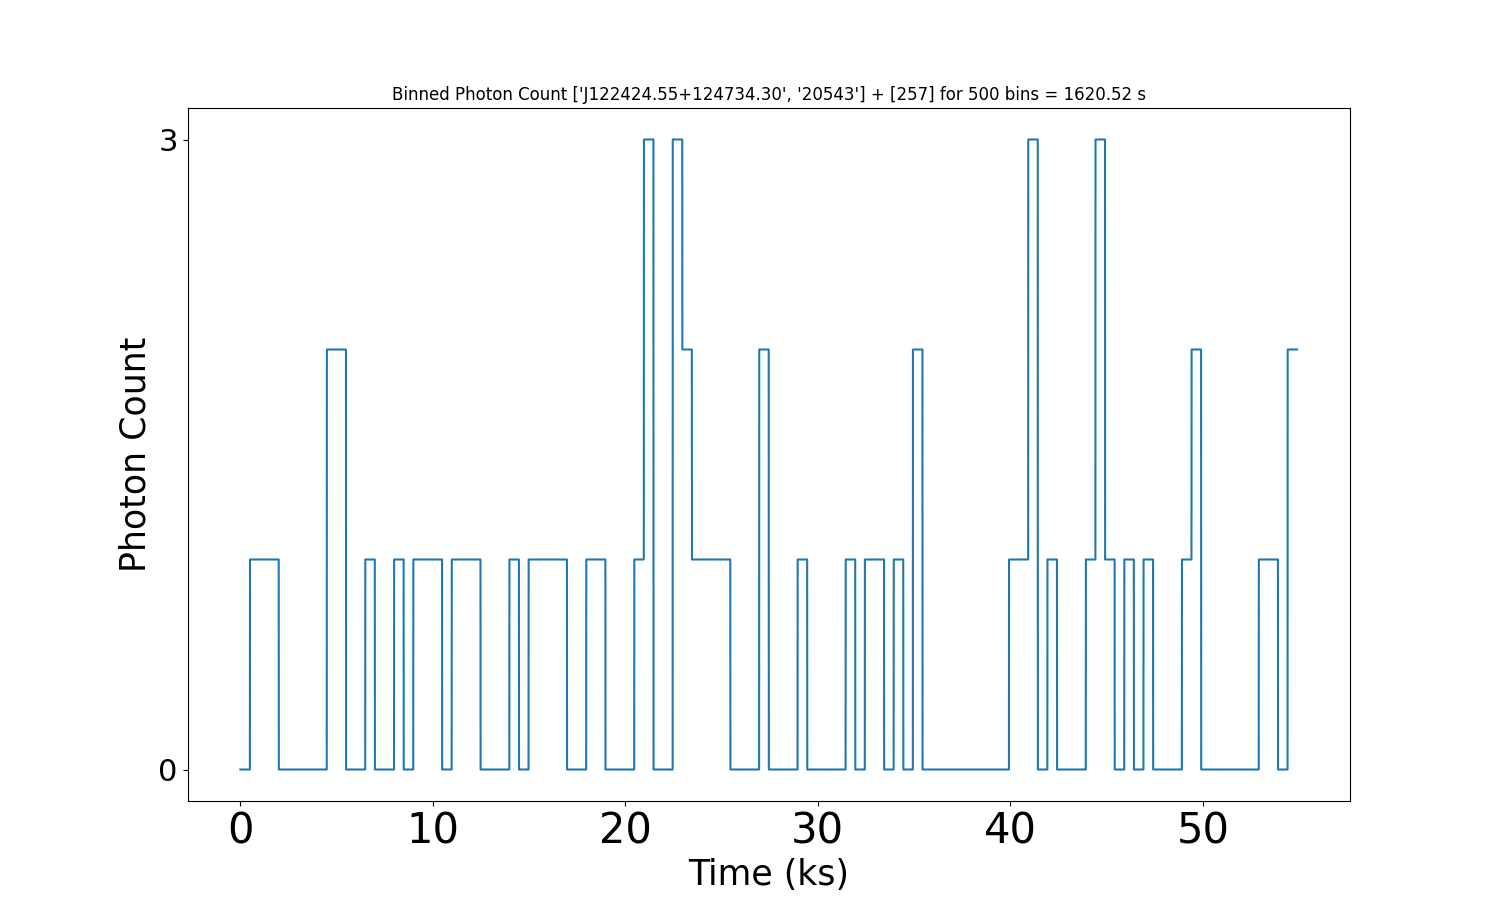 Binned Photon Count ['J122424.55+124734.30', '20543'] + [257] for 500 bins = 1620.52 s
3
Photon Count
0
0 10 20 30 40 50
Time (ks)